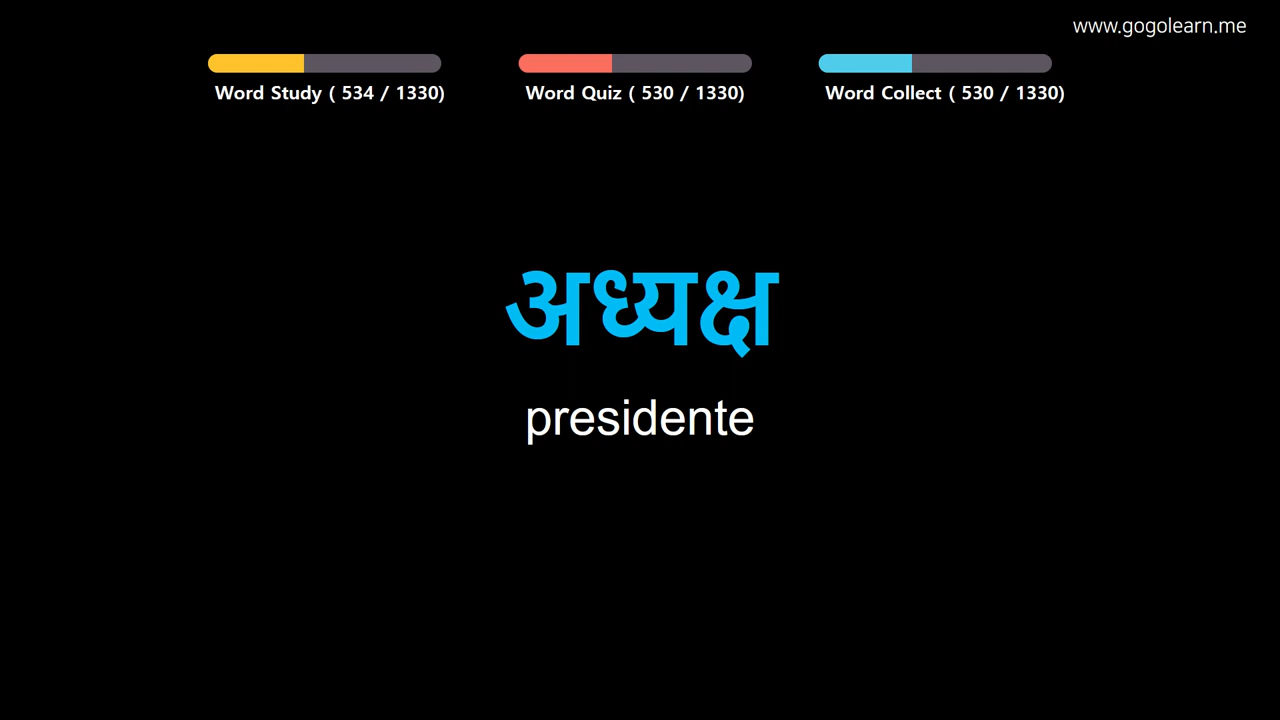 www.gogolearn.me
Word Study ( 534 / 1330)
Word Quiz ( 530 / 1330)
Word Collect ( 530 / 1330)
अध्यक्ष
presidente